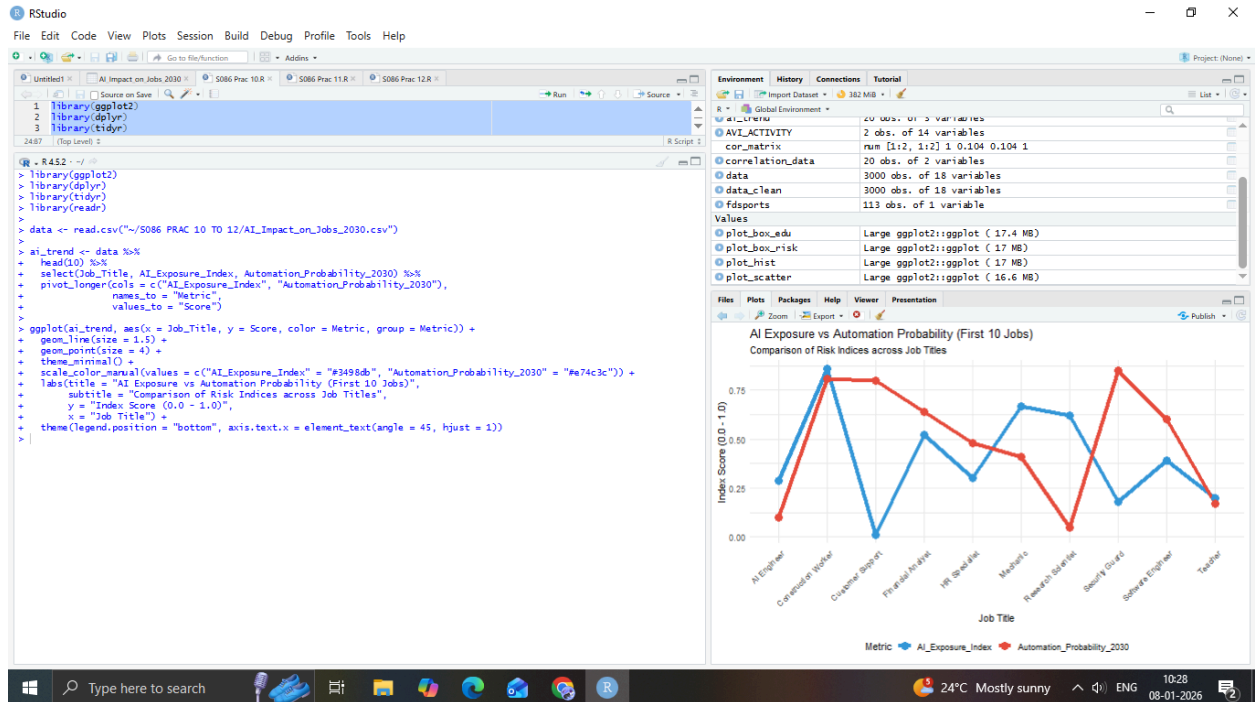 RStudio
File Edit Code View Plots Session Build Debug Profile Tools Help
Go to file/function Addins Project: (None)
Untitled1 AI_Impact_on_Jobs_2030 S086 Prac 10.R S086 Prac 11.R S086 Prac 12.R
Source on Save Run Source
1 library(ggplot2)
2 library(dplyr)
3 library(tidyr)
24:87 (Top Level) R Script
R 4.5.2 · ~/
> library(ggplot2)
> library(dplyr)
> library(tidyr)
> library(readr)
>
> data <- read.csv("~/S086 PRAC 10 TO 12/AI_Impact_on_Jobs_2030.csv")
>
> ai_trend <- data %>%
+ head(10) %>%
+ select(Job_Title, AI_Exposure_Index, Automation_Probability_2030) %>%
+ pivot_longer(cols = c("AI_Exposure_Index", "Automation_Probability_2030"),
+ names_to = "Metric",
+ values_to = "Score")
>
> ggplot(ai_trend, aes(x = Job_Title, y = Score, color = Metric, group = Metric)) +
+ geom_line(size = 1.5) +
+ geom_point(size = 4) +
+ theme_minimal() +
+ scale_color_manual(values = c("AI_Exposure_Index" = "#3498db", "Automation_Probability_2030" = "#e74c3c")) +
+ labs(title = "AI Exposure vs Automation Probability (First 10 Jobs)",
+ subtitle = "Comparison of Risk Indices across Job Titles",
+ y = "Index Score (0.0 - 1.0)",
+ x = "Job Title") +
+ theme(legend.position = "bottom", axis.text.x = element_text(angle = 45, hjust = 1))
>
Environment History Connections Tutorial
Import Dataset 382 MiB List
R Global Environment
ai_trend 20 obs. of 3 variables
AVI_ACTIVITY 2 obs. of 14 variables
cor_matrix num [1:2, 1:2] 1 0.104 0.104 1
correlation_data 20 obs. of 2 variables
data 3000 obs. of 18 variables
data_clean 3000 obs. of 18 variables
fdsports 113 obs. of 1 variable
Values
plot_box_edu Large ggplot2::ggplot ( 17.4 MB)
plot_box_risk Large ggplot2::ggplot ( 17 MB)
plot_hist Large ggplot2::ggplot ( 17 MB)
plot_scatter Large ggplot2::ggplot ( 16.6 MB)
Files Plots Packages Help Viewer Presentation
Zoom Export Publish
AI Exposure vs Automation Probability (First 10 Jobs)
Comparison of Risk Indices across Job Titles
Index Score (0.0 - 1.0)
0.75
0.50
0.25
0.00
AI Engineer
Construction Worker
Customer Support
Financial Analyst
HR Specialist
Mechanic
Research Scientist
Security Guard
Software Engineer
Teacher
Job Title
Metric AI_Exposure_Index Automation_Probability_2030
Type here to search
5
24°C Mostly sunny ENG
10:28
08-01-2026
2